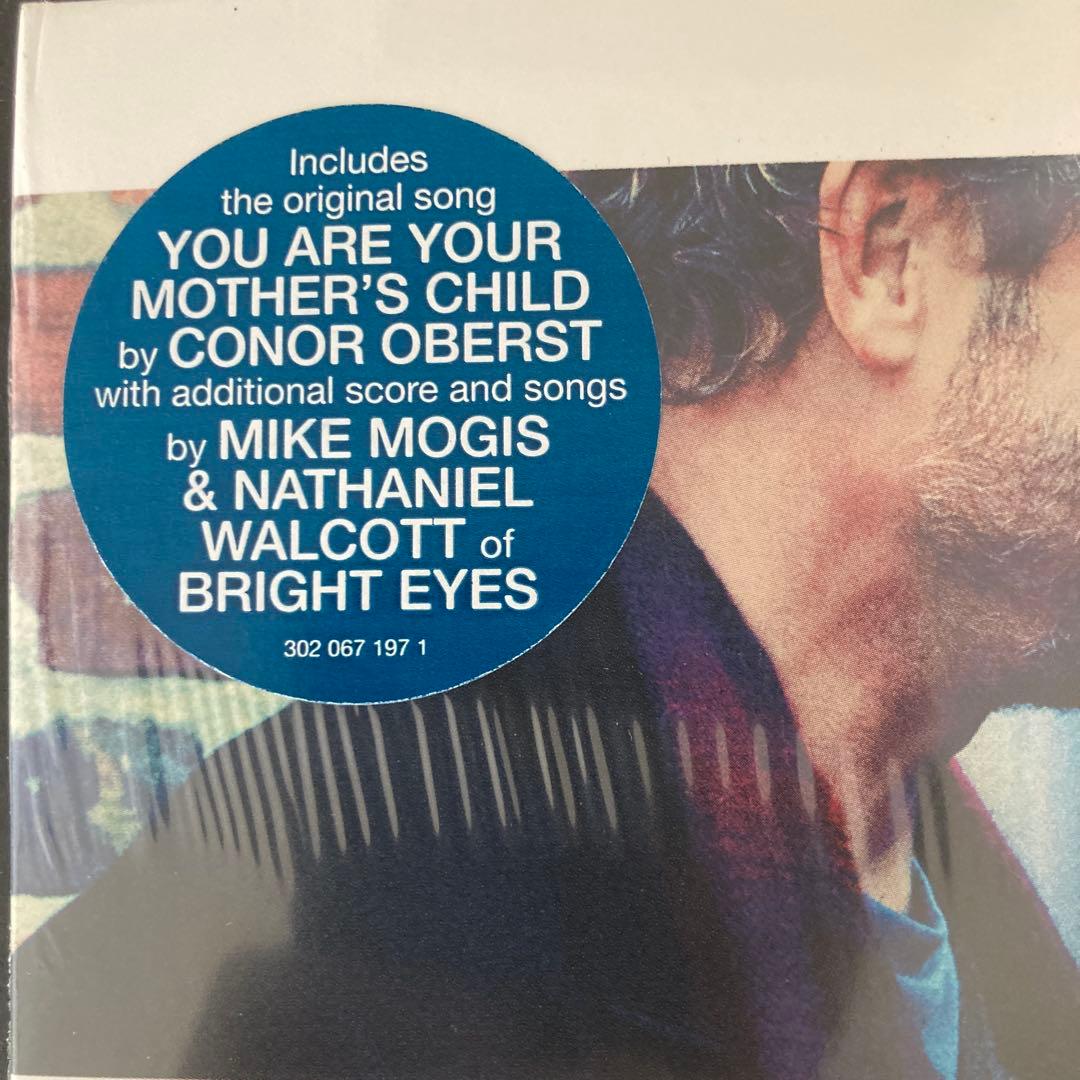 Includes
the original song
YOU ARE YOUR
MOTHER'S CHILD
by CONOR OBERST
with additional score and songs
by MIKE MOGIS
& NATHANIEL
WALCOTT of
BRIGHT EYES
302 067 197 1